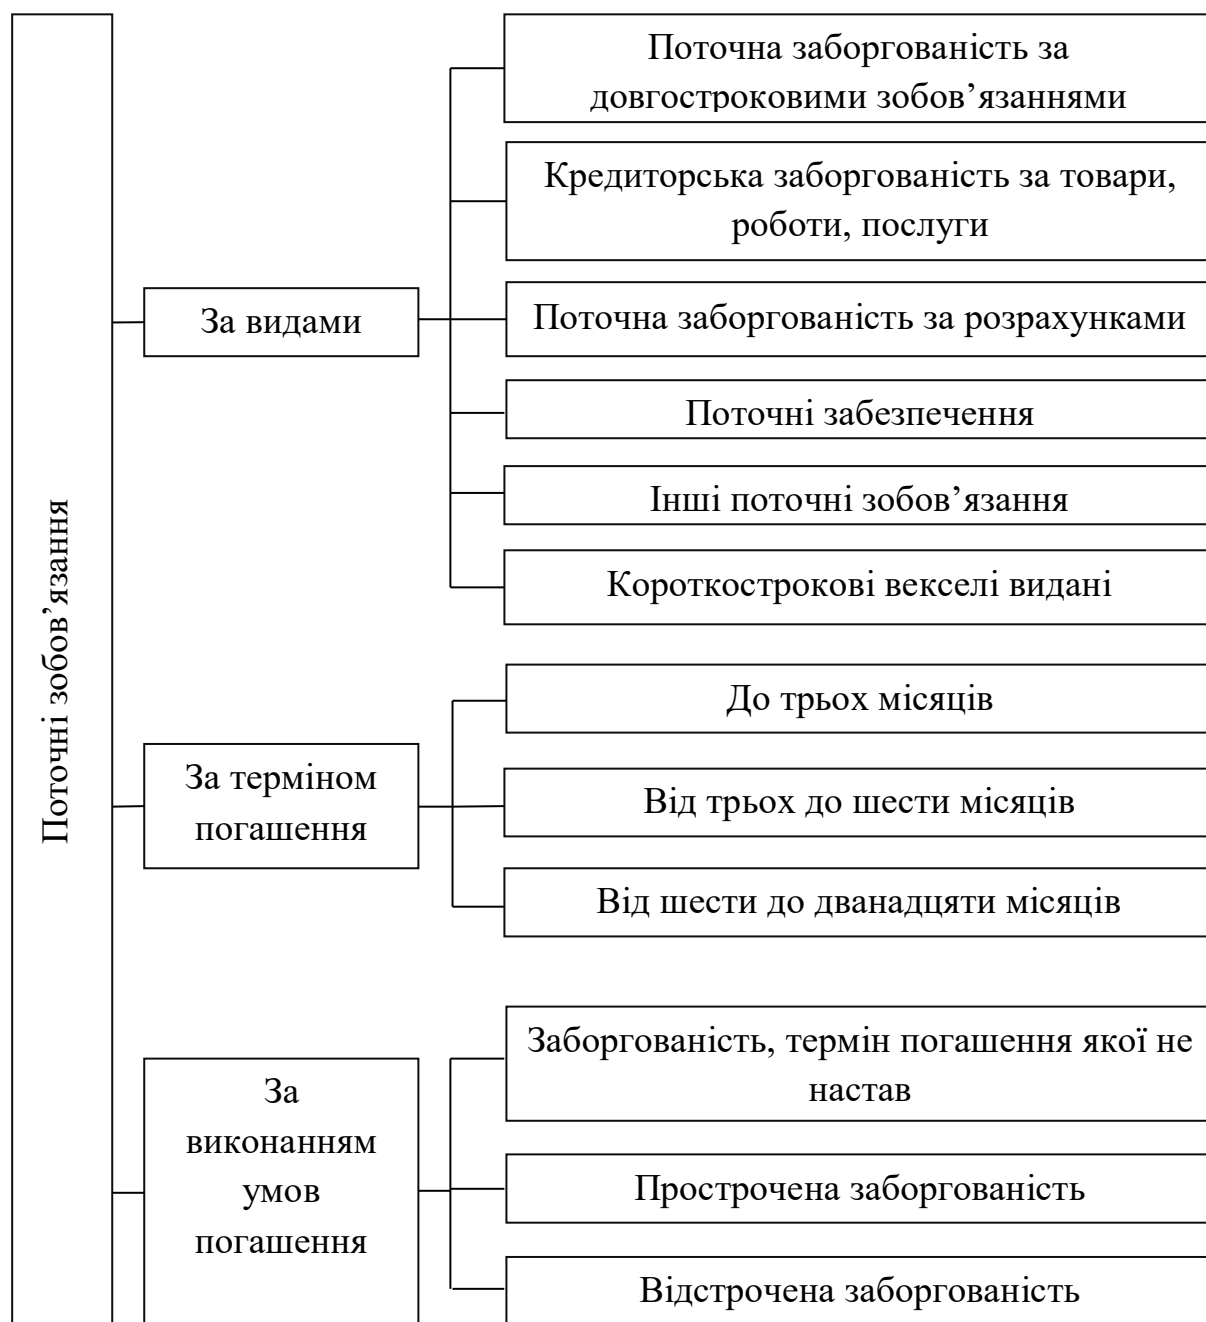 Поточні зобов’язання
За видами
Поточна заборгованість за
довгостроковими зобов’язаннями
Кредиторська заборгованість за товари,
роботи, послуги
Поточна заборгованість за розрахунками
Поточні забезпечення
Інші поточні зобов’язання
Короткострокові векселі видані
За терміном
погашення
До трьох місяців
Від трьох до шести місяців
Від шести до дванадцяти місяців
За
виконанням
умов
погашення
Заборгованість, термін погашення якої не
настав
Прострочена заборгованість
Відстрочена заборгованість